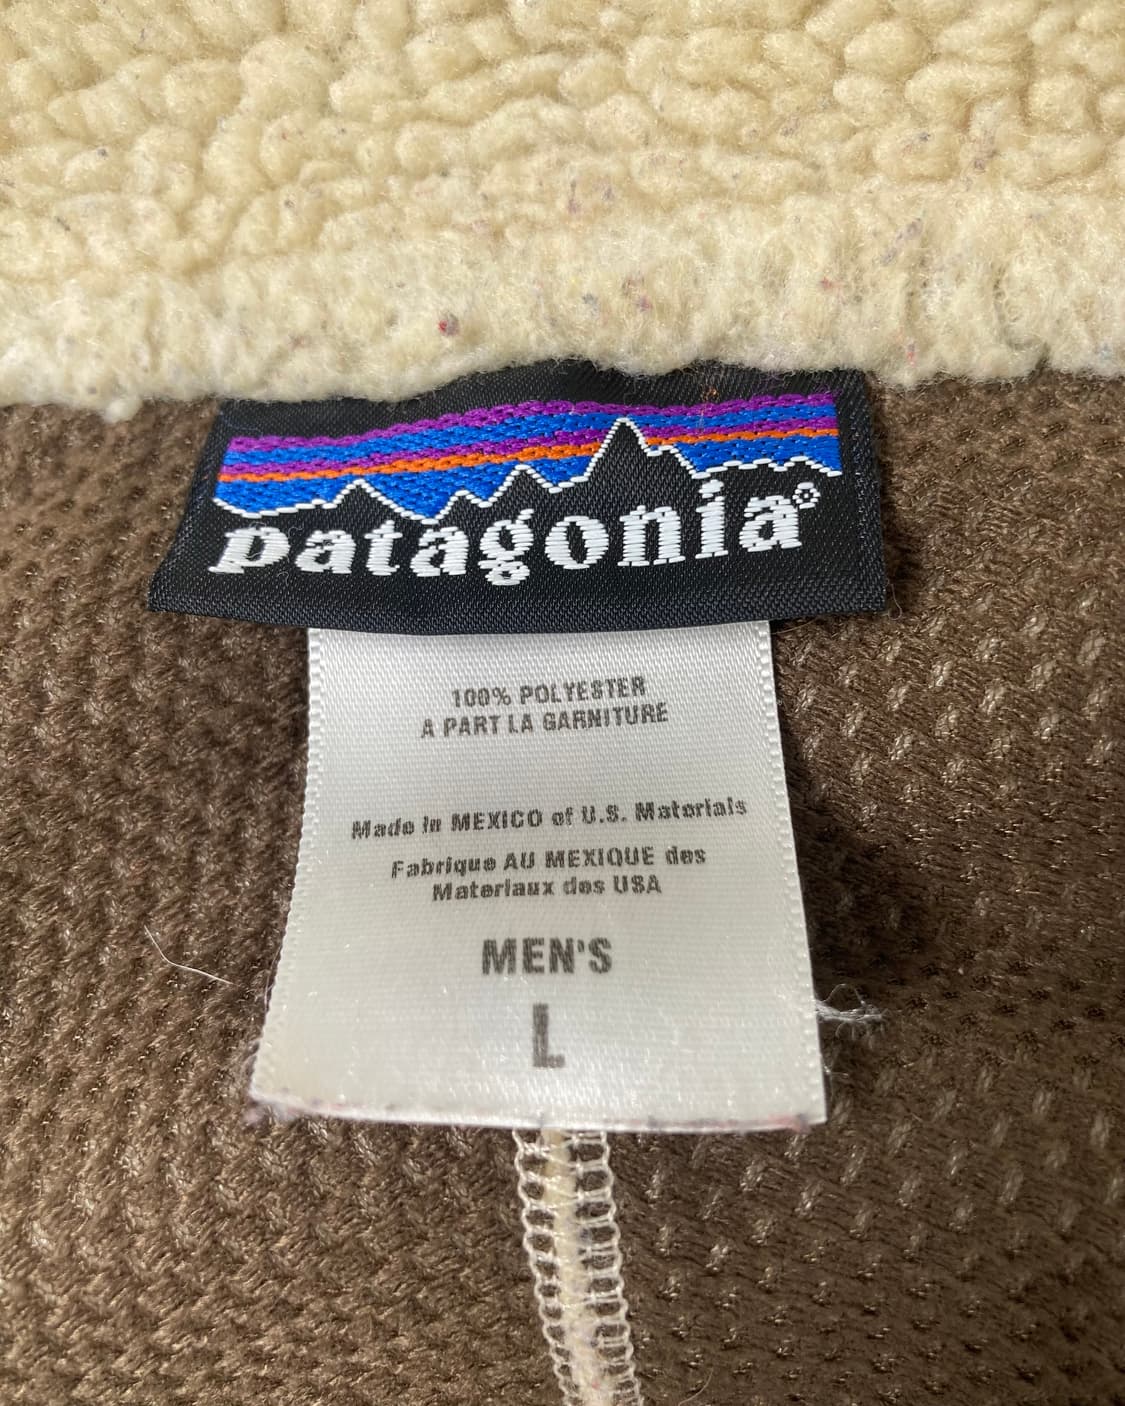 patagonia®
100% POLYESTER
A PART LA GARNITURE
Made in MEXICO of U.S. Materials
Fabrique AU MEXIQUE des
Materiaux des USA
MEN'S
L